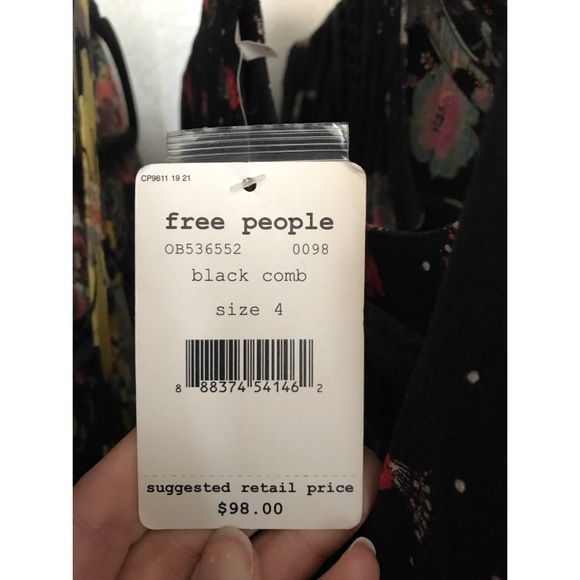 CP9611 19 21
free people
OB536552 0098
black comb
size 4
8 88374 54146 2
suggested retail price
$98.00